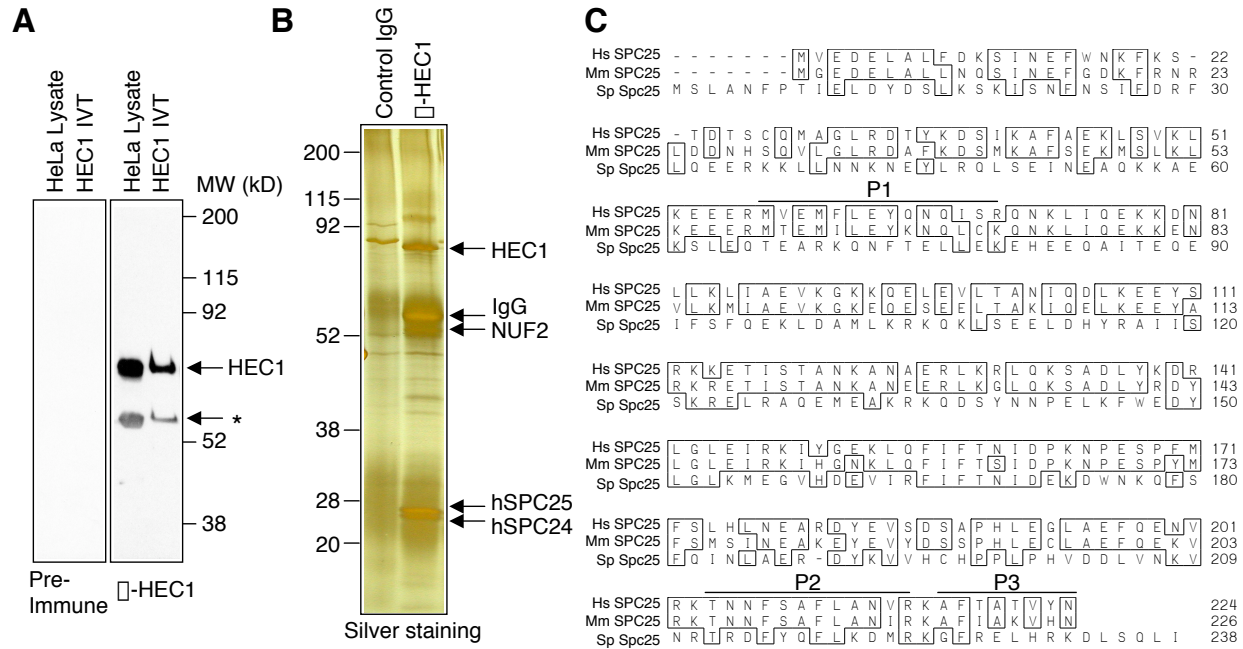 A
B
C
HeLa Lysate
HEC1 IVT
HeLa Lysate
HEC1 IVT
MW (kD)
200
115
92
HEC1
*
52
38
Pre-
Immune
▯-HEC1
Control IgG
▯-HEC1
200
115
92
HEC1
IgG
NUF2
52
38
28
hSPC25
hSPC24
20
Silver staining
Hs SPC25 - - - - - - - M V E D E L A L F D K S I N E F W N K F K S - 22
Mm SPC25 - - - - - - - M G E D E L A L L N Q S I N E F G D K F R N R 23
Sp Spc25 M S L A N F P T I E L D Y D S L K S K I S N F N S I F D R F 30
Hs SPC25 - T D T S C Q M A G L R D T Y K D S I K A F A E K L S V K L 51
Mm SPC25 L D D N H S Q V L G L R D A F K D S M K A F S E K M S L K L 53
Sp Spc25 L Q E E R K K L L N N K N E Y L R Q L S E I N E A Q K K A E 60
P1
Hs SPC25 K E E E R M V E M F L E Y Q N Q I S R Q N K L I Q E K K D N 81
Mm SPC25 K E E E R M T E M I L E Y K N Q L C K Q N K L I Q E K K E N 83
Sp Spc25 K S L E Q T E A R K Q N F T E L L E K E H E E Q A I T E Q E 90
Hs SPC25 L L K L I A E V K G K K Q E L E V L T A N I Q D L K E E Y S 111
Mm SPC25 V L K M I A E V K G K E Q E S E E L T A K I Q E L K E E Y A 113
Sp Spc25 I F S F Q E K L D A M L K R K Q K L S E E L D H Y R A I I S 120
Hs SPC25 R K K E T I S T A N K A N A E R L K R L Q K S A D L Y K D R 141
Mm SPC25 R K R E T I S T A N K A N E E R L K G L Q K S A D L Y R D Y 143
Sp Spc25 S K R E L R A Q E M E A K R K Q D S Y N N P E L K F W E D Y 150
Hs SPC25 L G L E I R K I Y G E K L Q F I F T N I D P K N P E S P F M 171
Mm SPC25 L G L E I R K I H G N K L Q F I F T S I D P K N P E S P Y M 173
Sp Spc25 L G L K M E G V H D E V I R F I F T N I D E K D W N K Q F S 180
Hs SPC25 F S L H L N E A R D Y E V S D S A P H L E G L A E F Q E N V 201
Mm SPC25 F S M S I N E A K E Y E V Y D S S P H L E C L A E F Q E K V 203
Sp Spc25 F Q I N L A E R - D Y K V V H C H P P L P H V D D L V N K V 209
P2 P3
Hs SPC25 R K T N N F S A F L A N V R K A F T A T V Y N 224
Mm SPC25 R K T N N F S A F L A N I R K A F I A K V H N 226
Sp Spc25 N R T R D F Y Q F L K D M R K G F R E L H R K D L S Q L I 238